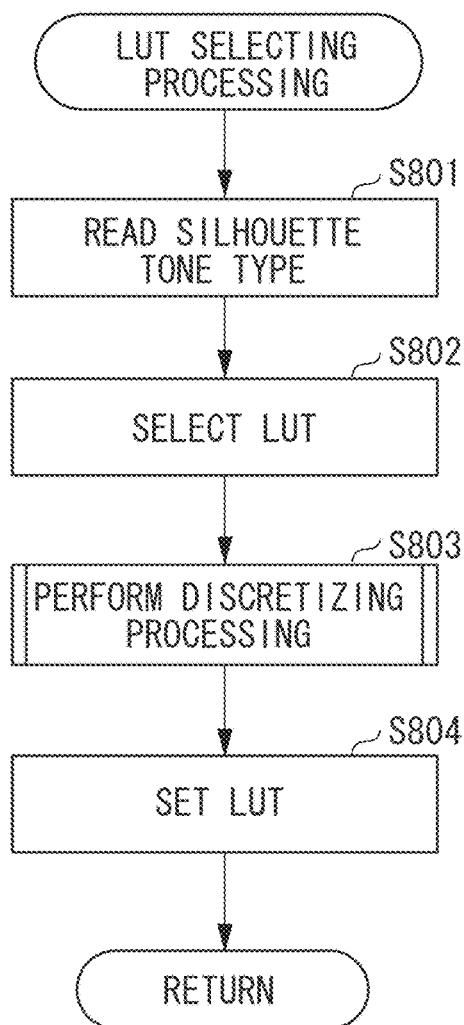 LUT SELECTING
PROCESSING
S801
READ SILHOUETTE
TONE TYPE
S802
SELECT LUT
S803
PERFORM DISCRETIZING
PROCESSING
S804
SET LUT
RETURN